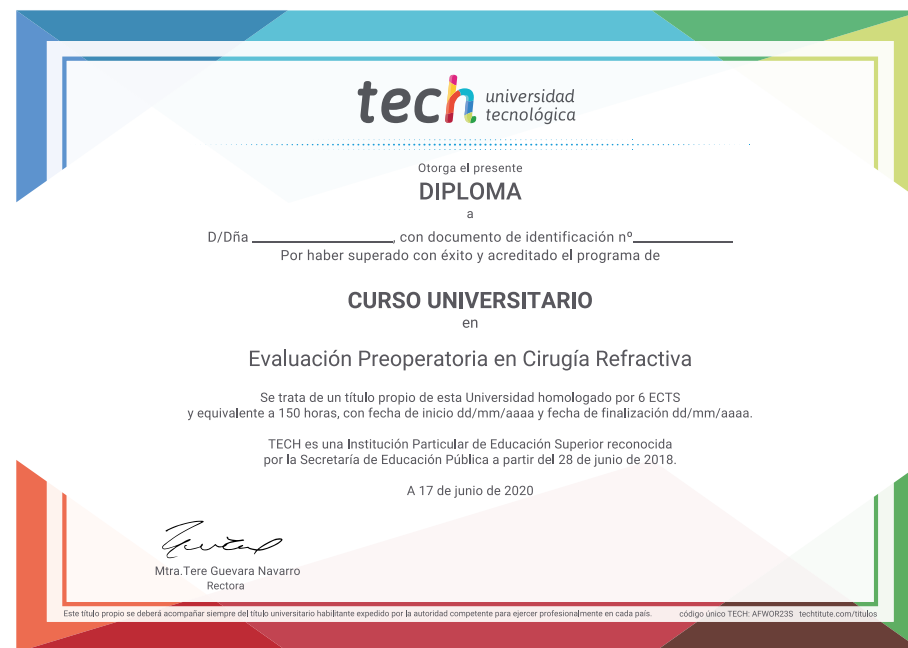 tech universidad
tecnológica
Otorga el presente
DIPLOMA
a
D/Dña ____________________, con documento de identificación nº______________
Por haber superado con éxito y acreditado el programa de
CURSO UNIVERSITARIO
en
Evaluación Preoperatoria en Cirugía Refractiva
Se trata de un título propio de esta Universidad homologado por 6 ECTS
y equivalente a 150 horas, con fecha de inicio dd/mm/aaaa y fecha de finalización dd/mm/aaaa.
TECH es una Institución Particular de Educación Superior reconocida
por la Secretaría de Educación Pública a partir del 28 de junio de 2018.
A 17 de junio de 2020
Mtra.Tere Guevara Navarro
Rectora
Este título propio se deberá acompañar siempre del título universitario habilitante expedido por la autoridad competente para ejercer profesionalmente en cada país. código único TECH: AFWOR23S techtitute.com/titulos